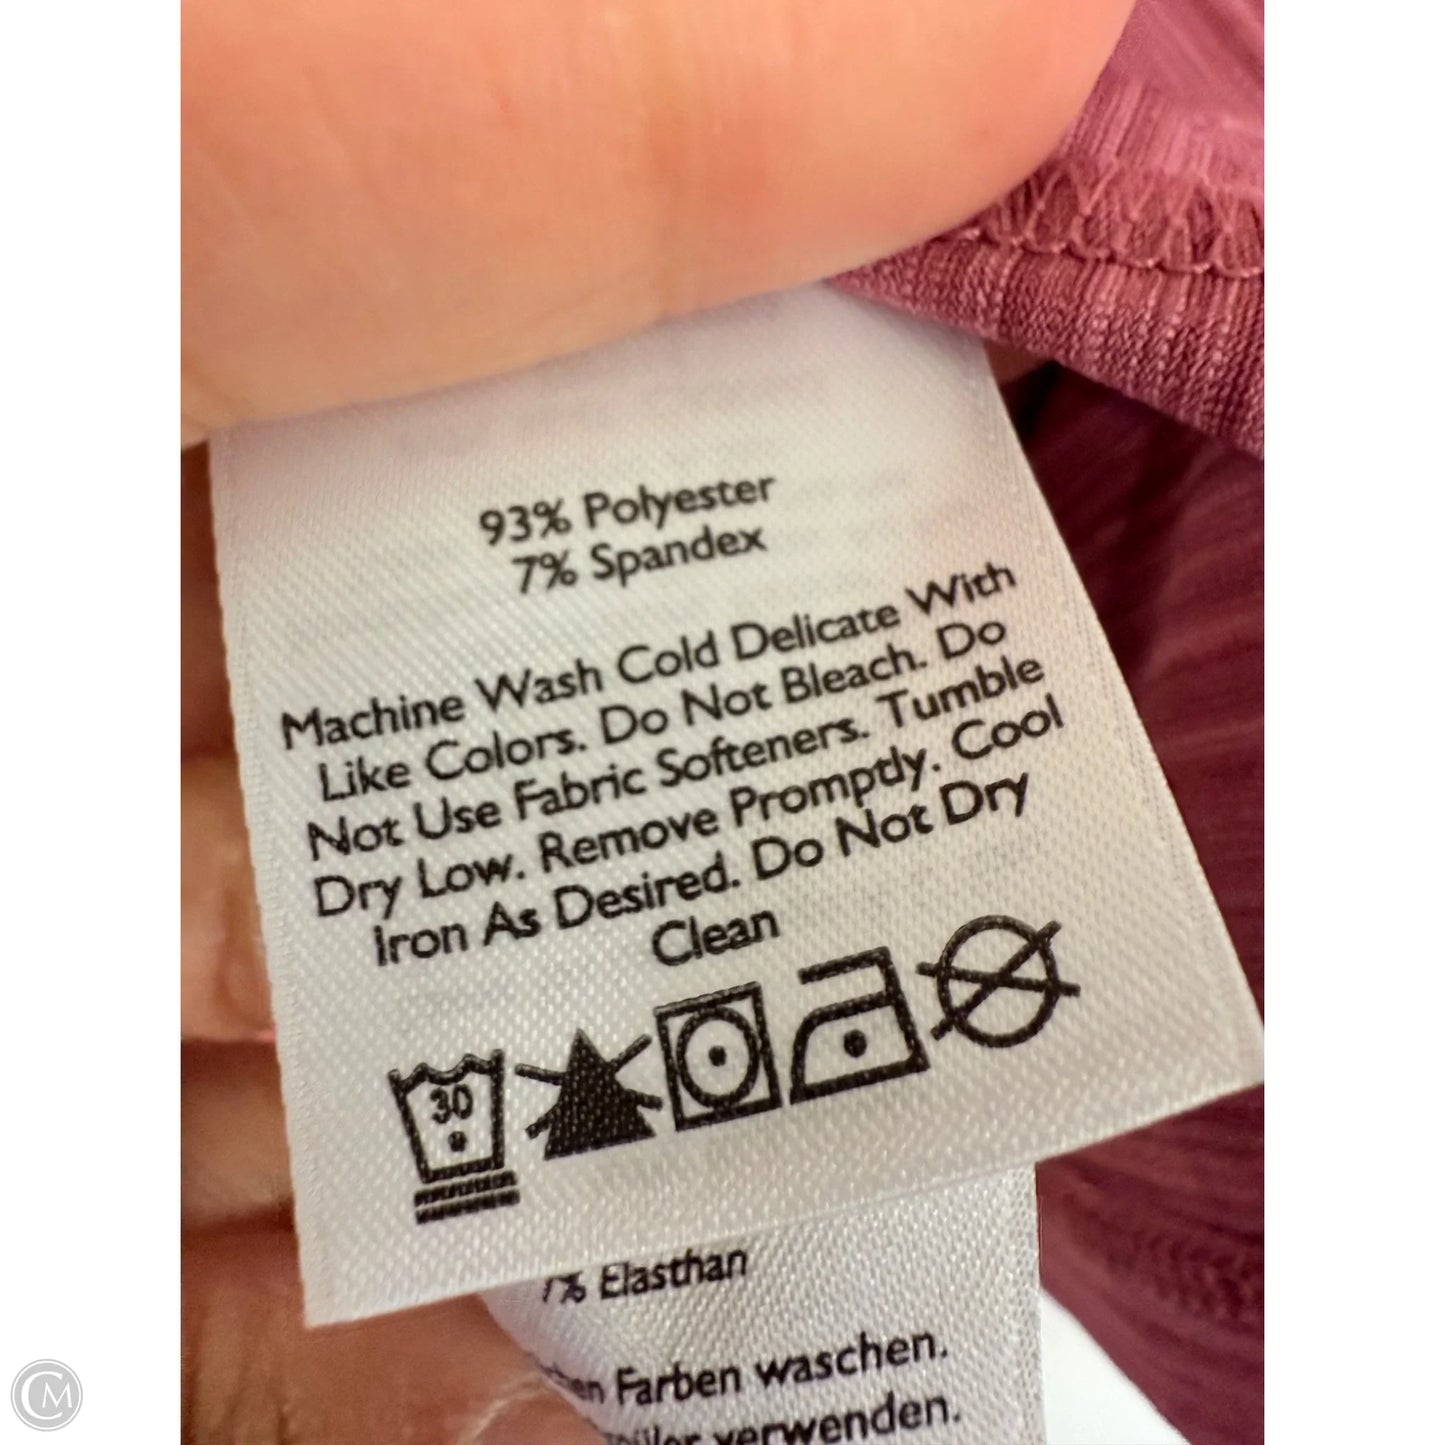 93% Polyester
7% Spandex
Machine Wash Cold Delicate With
Like Colors. Do Not Bleach. Do
Not Use Fabric Softeners. Tumble
Dry Low. Remove Promptly. Cool
Iron As Desired. Do Not Dry
Clean
30
7% Elasthan
Farben waschen.
verwenden.
CM